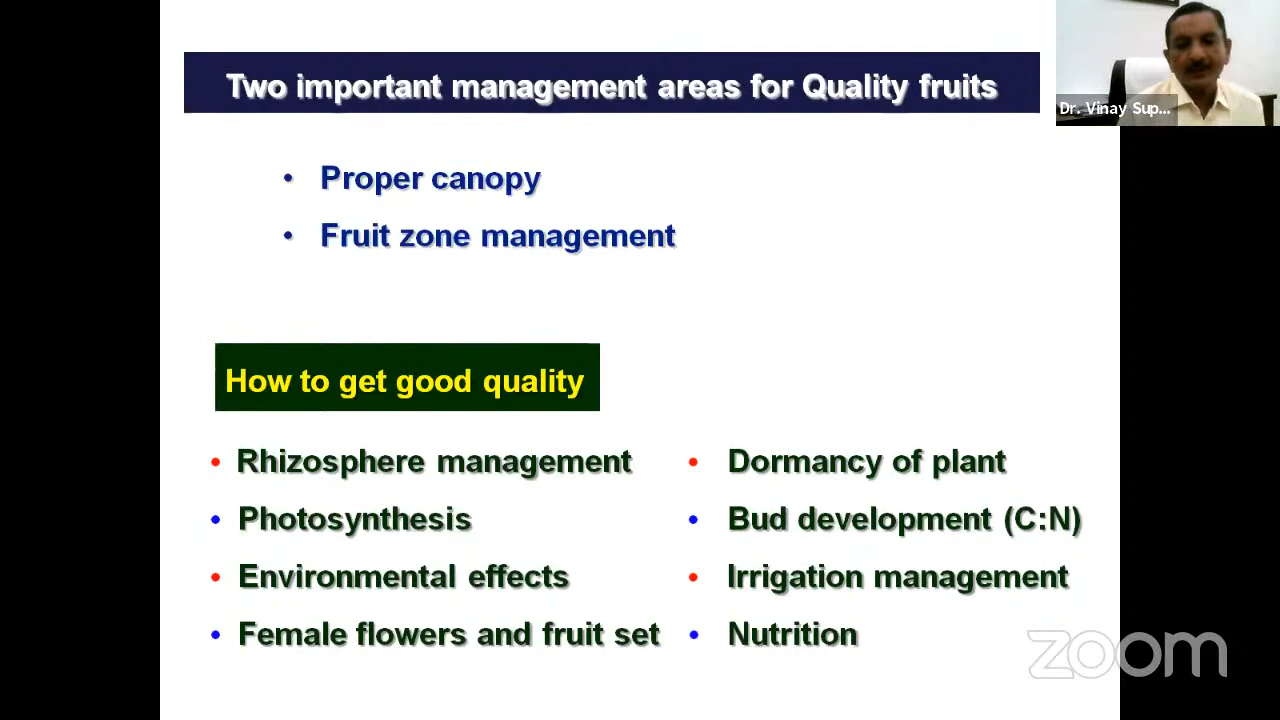 Two important management areas for Quality fruits
Dr. Vinay Sup...
• Proper canopy
• Fruit zone management
How to get good quality
• Rhizosphere management
• Photosynthesis
• Environmental effects
• Female flowers and fruit set
• Dormancy of plant
• Bud development (C:N)
• Irrigation management
• Nutrition
zoom